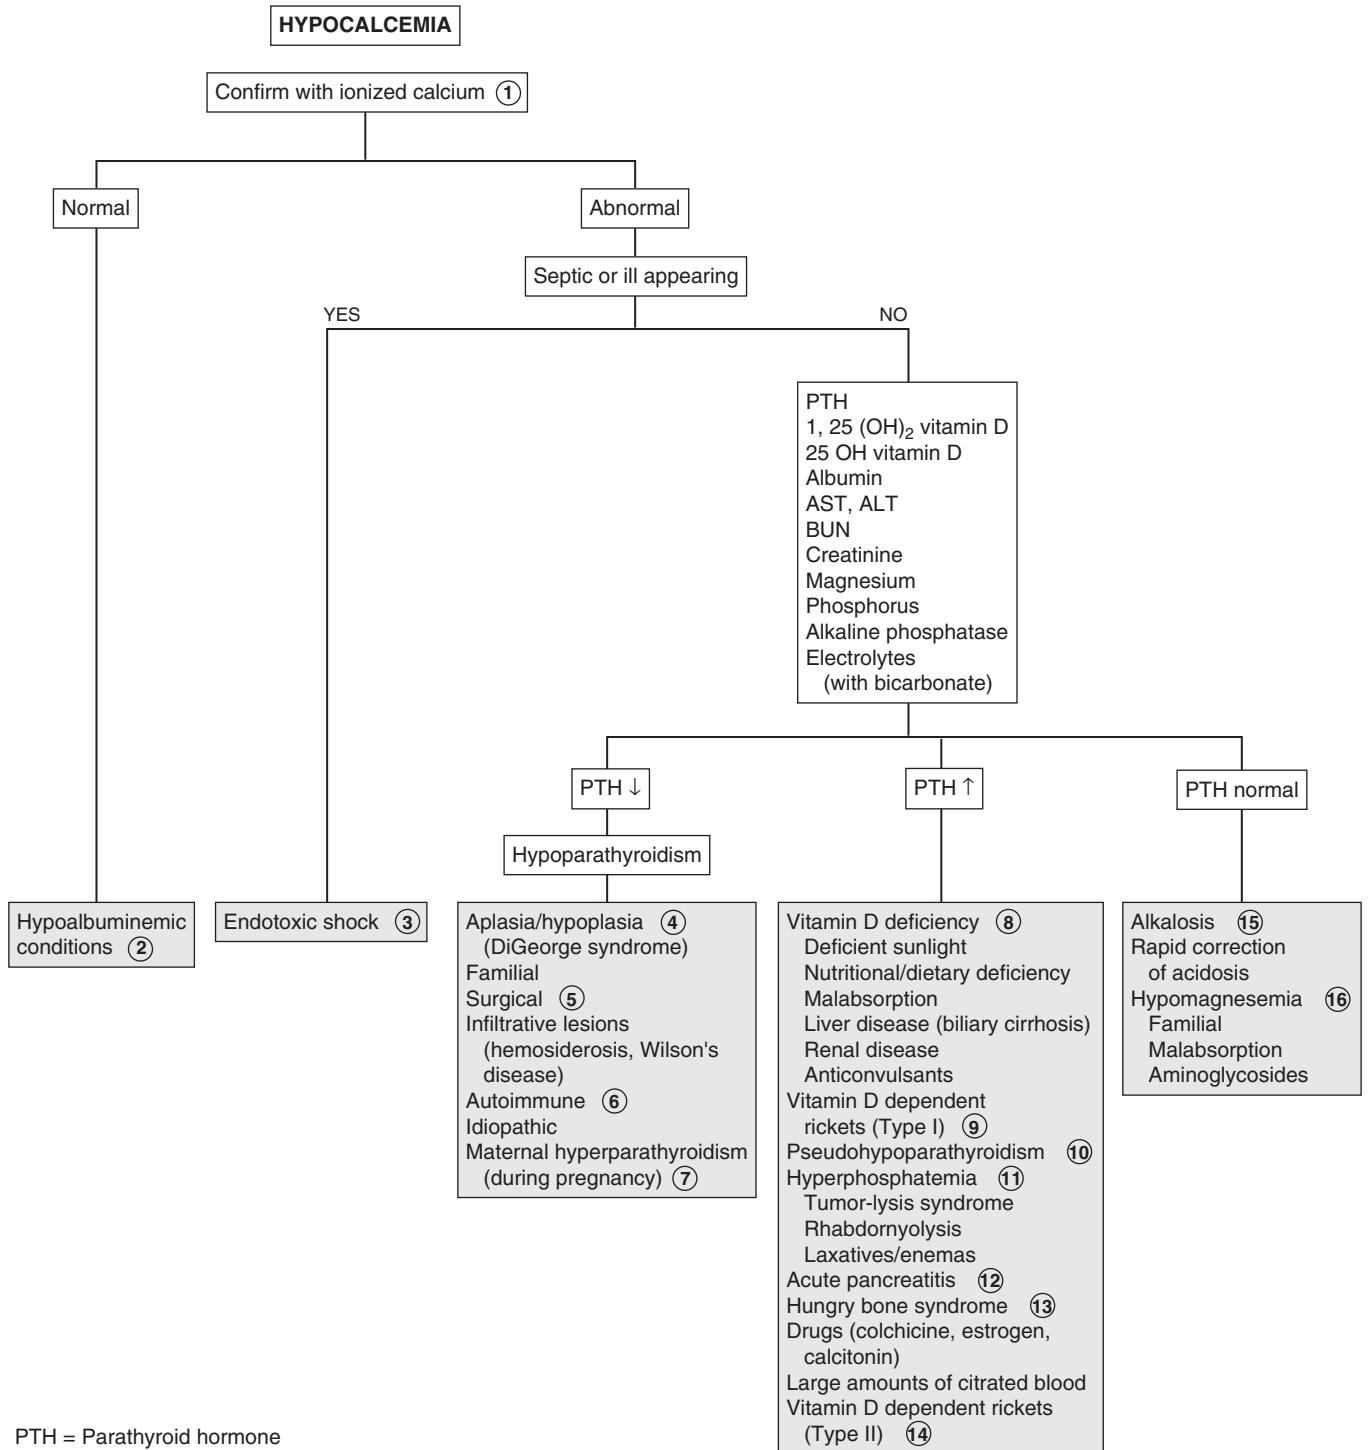 HYPOCALCEMIA
Confirm with ionized calcium ①
Normal
Abnormal
Septic or ill appearing
YES
NO
PTH
1, 25 (OH)₂ vitamin D
25 OH vitamin D
Albumin
AST, ALT
BUN
Creatinine
Magnesium
Phosphorus
Alkaline phosphatase
Electrolytes
(with bicarbonate)
PTH ↓
PTH ↑
PTH normal
Hypoparathyroidism
Hypoalbuminemic
conditions ②
Endotoxic shock ③
Aplasia/hypoplasia ④
(DiGeorge syndrome)
Familial
Surgical ⑤
Infiltrative lesions
(hemosiderosis, Wilson's
disease)
Autoimmune ⑥
Idiopathic
Maternal hyperparathyroidism
(during pregnancy) ⑦
Vitamin D deficiency ⑧
Deficient sunlight
Nutritional/dietary deficiency
Malabsorption
Liver disease (biliary cirrhosis)
Renal disease
Anticonvulsants
Vitamin D dependent
rickets (Type I) ⑨
Pseudohypoparathyroidism ⑩
Hyperphosphatemia ⑪
Tumor-lysis syndrome
Rhabdornyolysis
Laxatives/enemas
Acute pancreatitis ⑫
Hungry bone syndrome ⑬
Drugs (colchicine, estrogen,
calcitonin)
Large amounts of citrated blood
Vitamin D dependent rickets
(Type II) ⑭
Alkalosis ⑮
Rapid correction
of acidosis
Hypomagnesemia ⑯
Familial
Malabsorption
Aminoglycosides
PTH = Parathyroid hormone